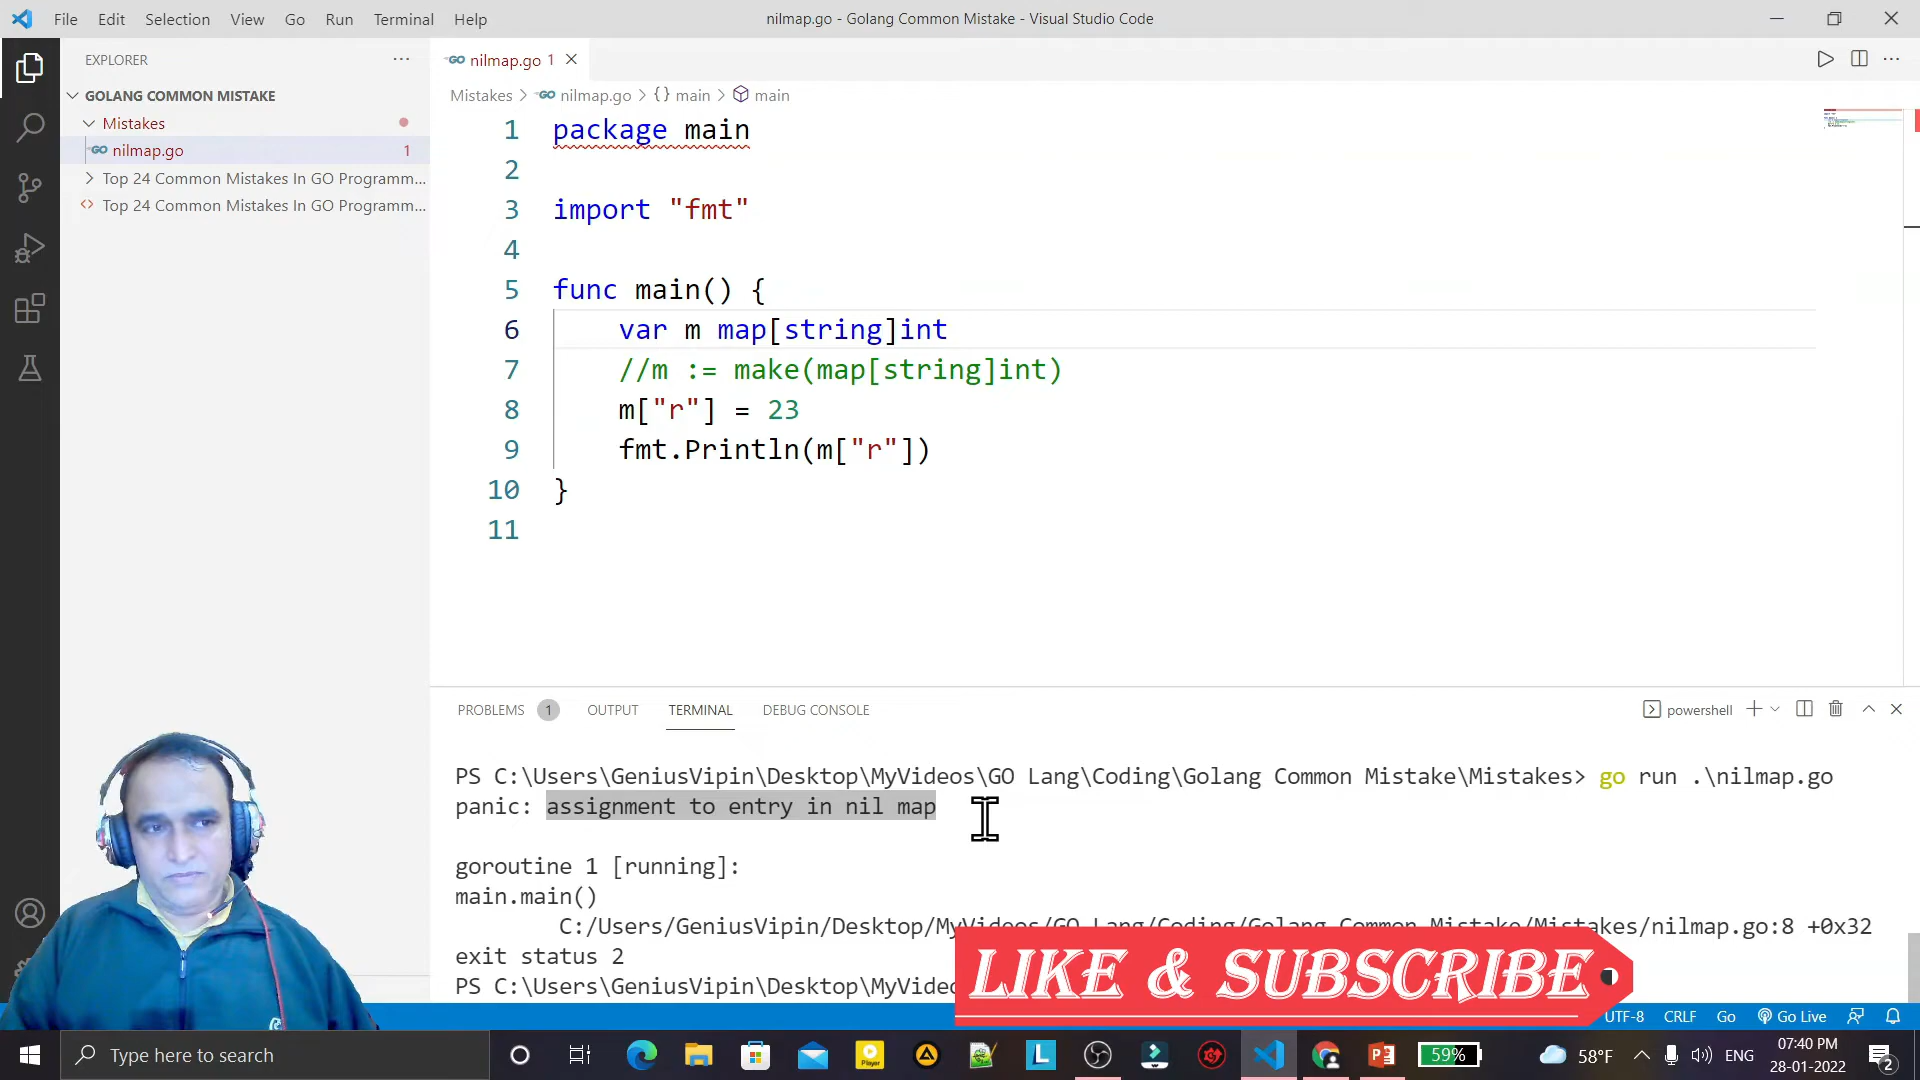 File Edit Selection View Go Run Terminal Help
nilmap.go - Golang Common Mistake - Visual Studio Code
EXPLORER
GOLANG COMMON MISTAKE
Mistakes
nilmap.go 1
Top 24 Common Mistakes In GO Programm...
Top 24 Common Mistakes In GO Programm...
nilmap.go 1
Mistakes > nilmap.go > {} main > main
1 package main
2
3 import "fmt"
4
5 func main() {
6 var m map[string]int
7 //m := make(map[string]int)
8 m["r"] = 23
9 fmt.Println(m["r"])
10 }
11
PROBLEMS 1 OUTPUT TERMINAL DEBUG CONSOLE
powershell
PS C:\Users\GeniusVipin\Desktop\MyVideos\GO Lang\Coding\Golang Common Mistake\Mistakes> go run .\nilmap.go
panic: assignment to entry in nil map
goroutine 1 [running]:
main.main()
C:/Users/GeniusVipin/Desktop/MyVideos/GO Lang/Coding/Golang Common Mistake/Mistakes/nilmap.go:8 +0x32
exit status 2
PS C:\Users\GeniusVipin\Desktop\MyVideo
LIKE & SUBSCRIBE
UTF-8 CRLF Go Go Live
Type here to search
59%
58°F
ENG
07:40 PM
28-01-2022
2